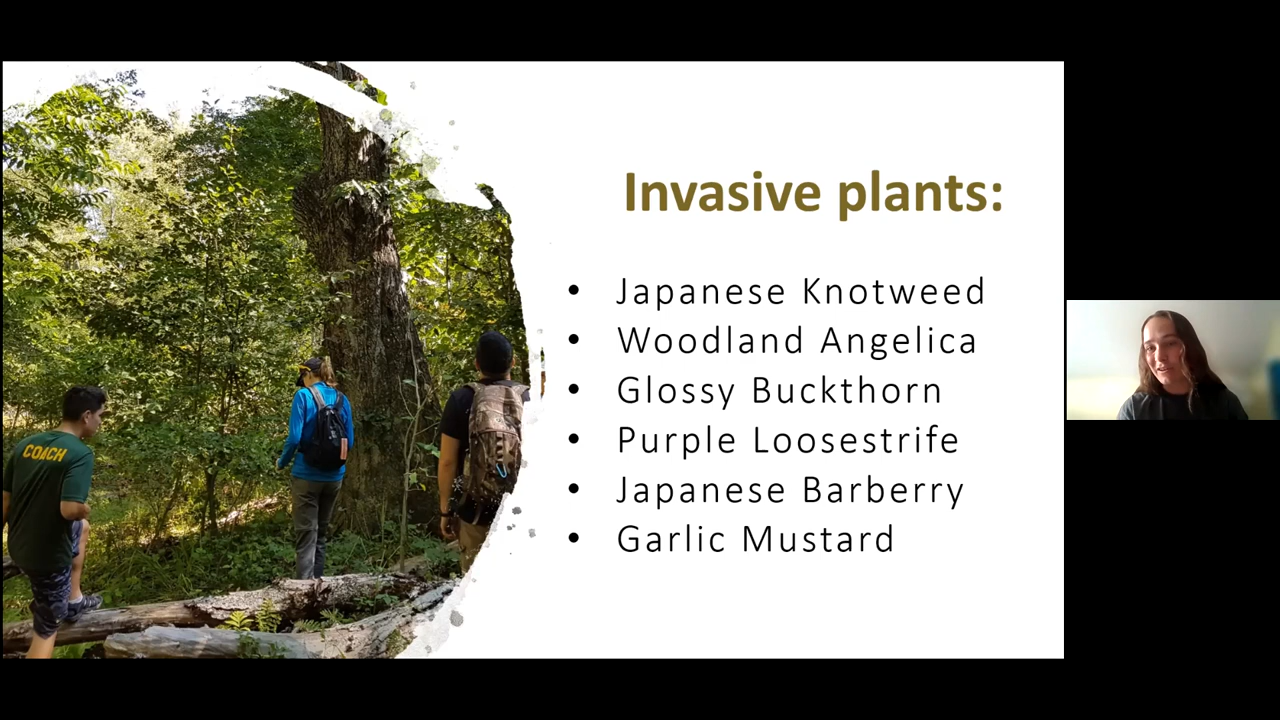 Invasive plants:
• Japanese Knotweed
• Woodland Angelica
• Glossy Buckthorn
• Purple Loosestrife
• Japanese Barberry
• Garlic Mustard
COACH